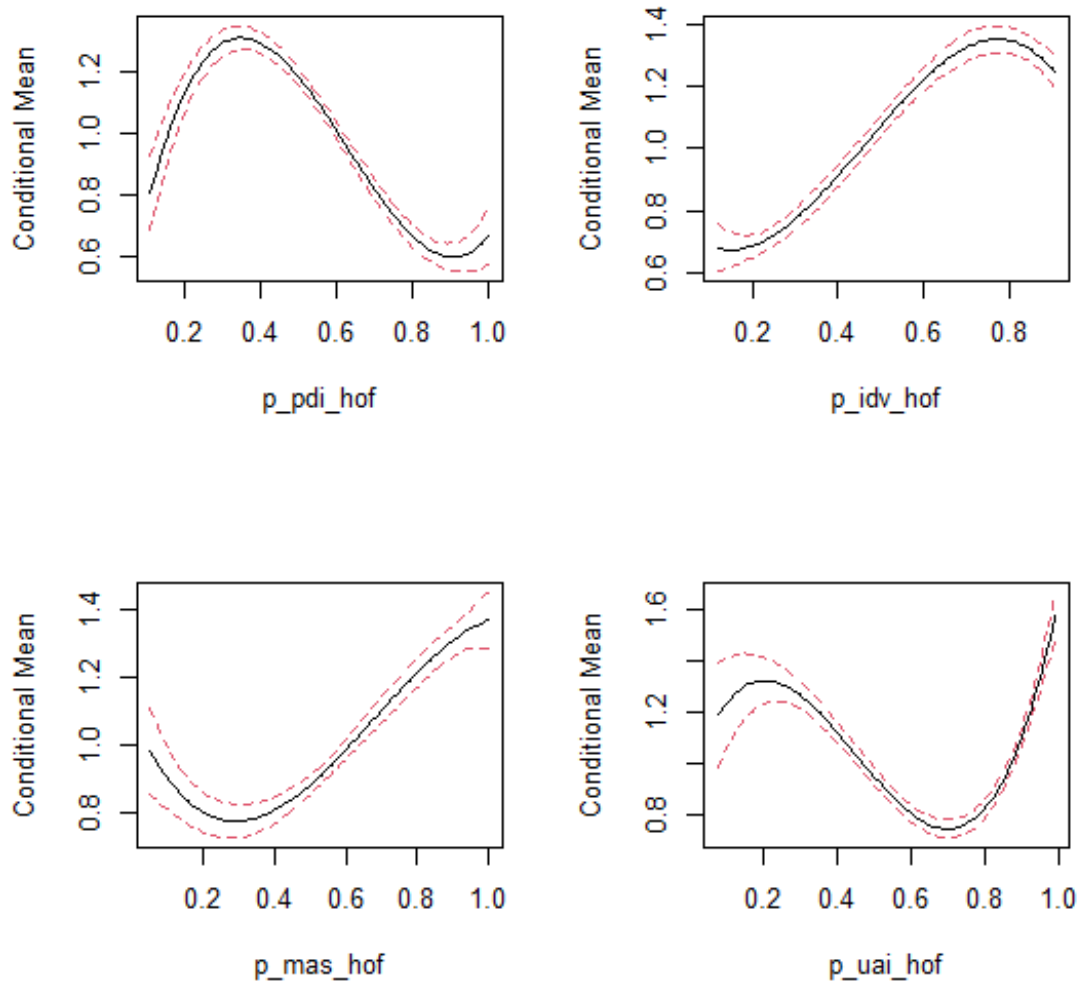 Conditional Mean
0.6 0.8 1.0 1.2
0.2 0.4 0.6 0.8 1.0
p_pdi_hof
Conditional Mean
0.6 0.8 1.0 1.2 1.4
0.2 0.4 0.6 0.8
p_idv_hof
Conditional Mean
0.8 1.0 1.2 1.4
0.2 0.4 0.6 0.8 1.0
p_mas_hof
Conditional Mean
0.8 1.2 1.6
0.2 0.4 0.6 0.8 1.0
p_uai_hof